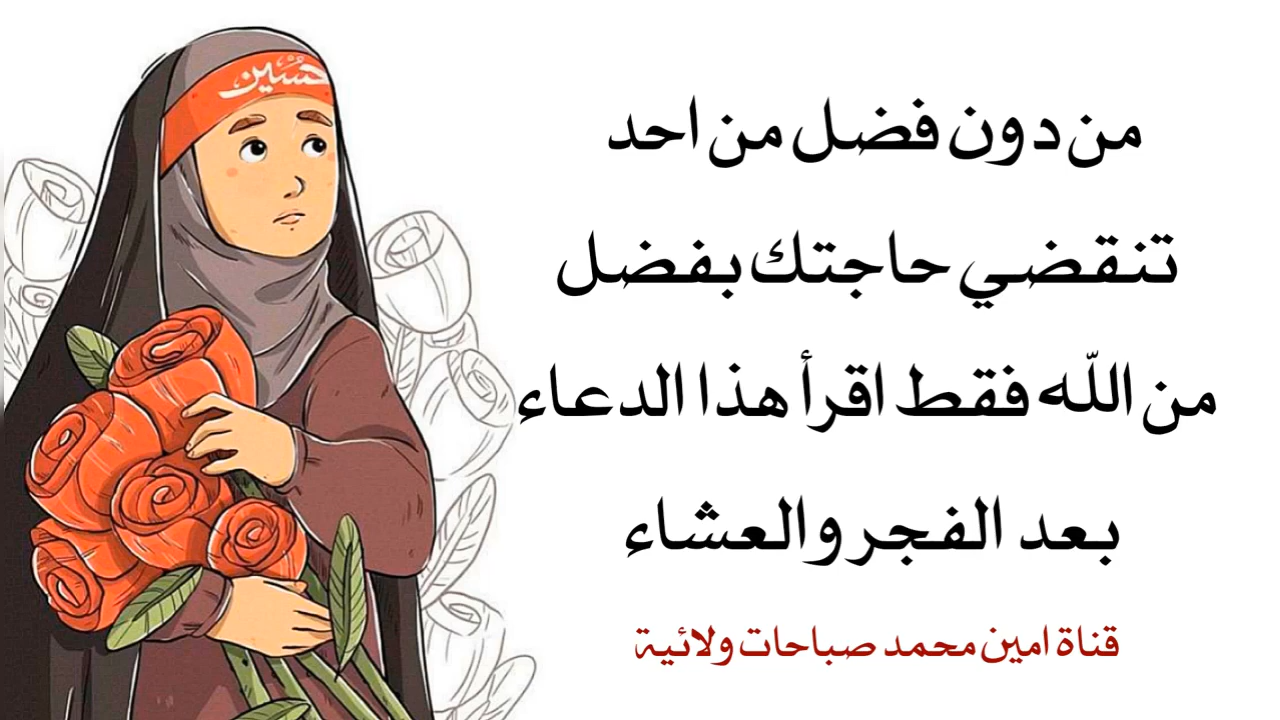 حسين
من دون فضل من احد
تنقضي حاجتك بفضل
من اللّه فقط اقرأ هذا الدعاء
بعد الفجر والعشاء
قناة امين محمد صباحات ولائية